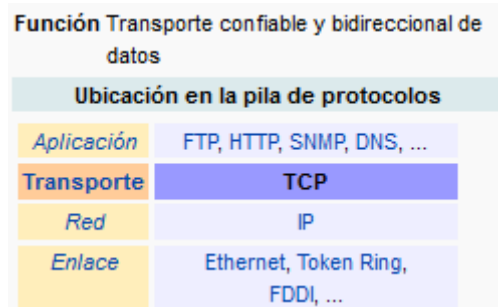 Función Transporte confiable y bidireccional de
datos
Ubicación en la pila de protocolos
Aplicación FTP, HTTP, SNMP, DNS, ...
Transporte TCP
Red IP
Enlace Ethernet, Token Ring,
FDDI, ...